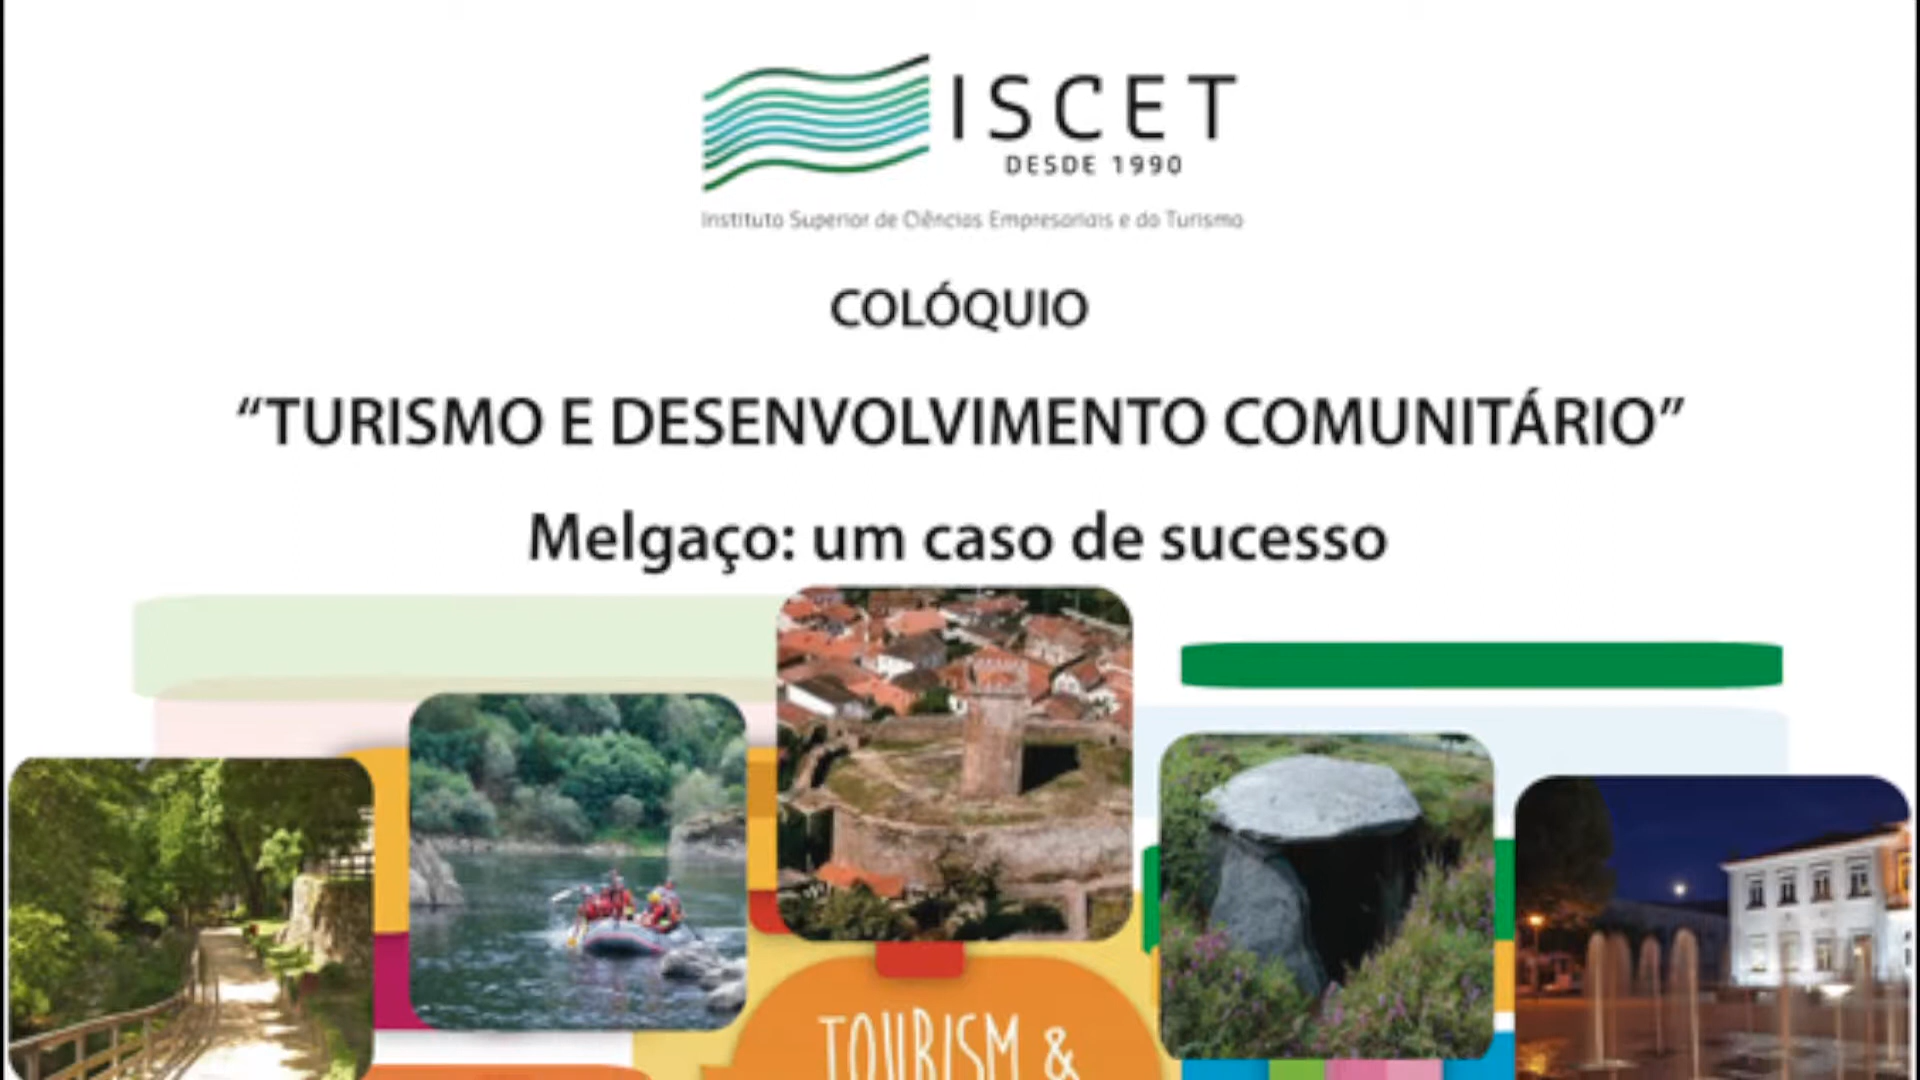 ISCET
DESDE 1990
Instituto Superior de Ciências Empresariais e do Turismo
COLÓQUIO
“TURISMO E DESENVOLVIMENTO COMUNITÁRIO”
Melgaço: um caso de sucesso
TOURISM &